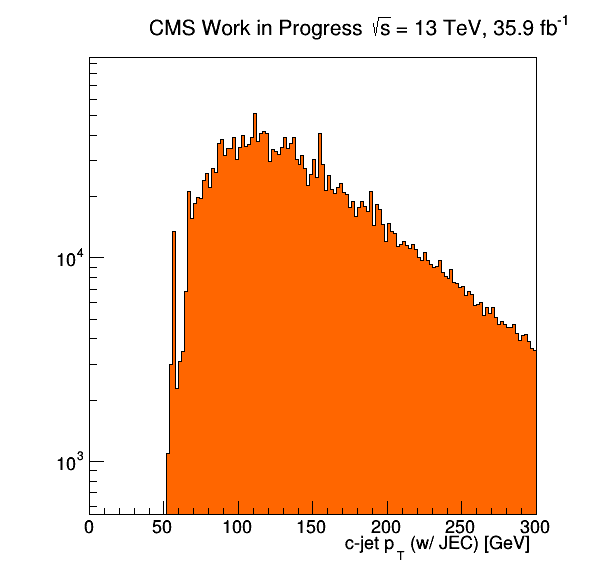 CMS Work in Progress √s = 13 TeV, 35.9 fb⁻¹
10⁴
10³
0 50 100 150 200 250 300
c-jet p_T (w/ JEC) [GeV]